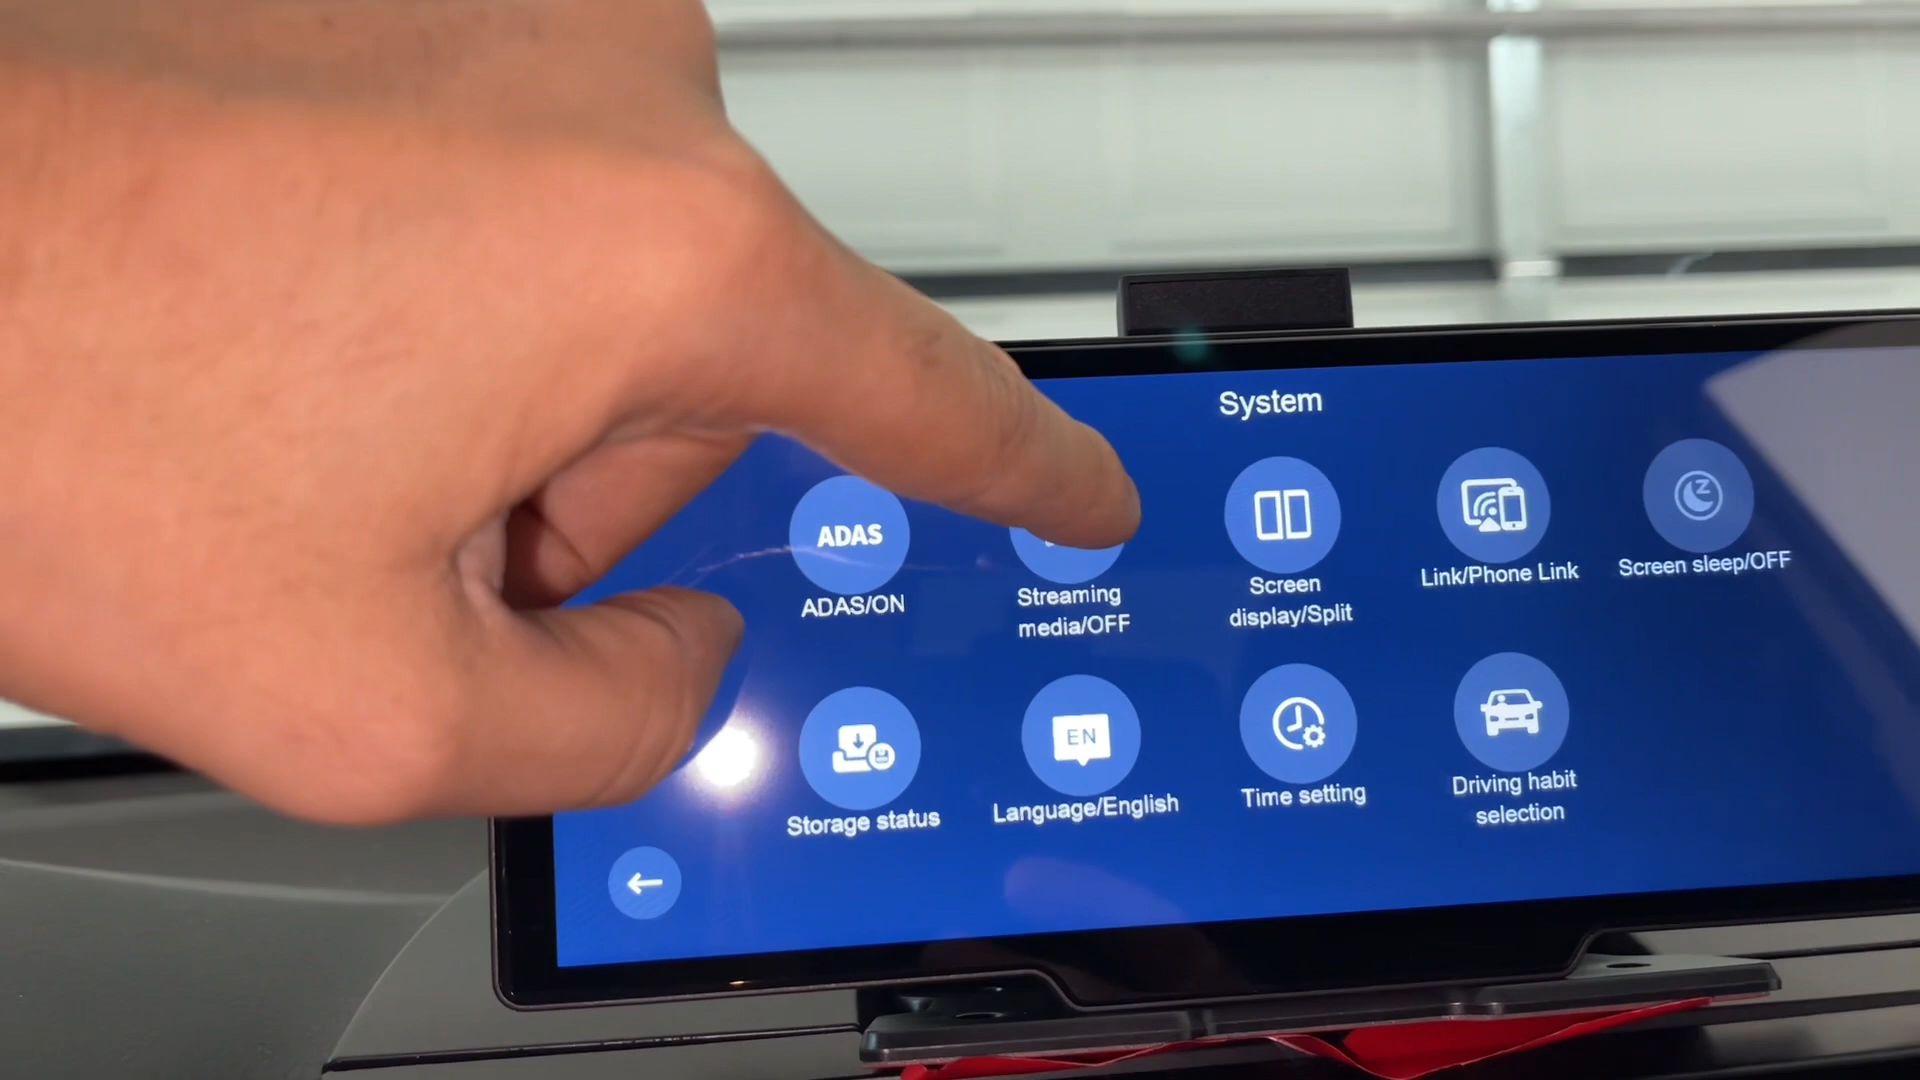 System
ADAS
ADAS/ON
Streaming
media/OFF
Screen
display/Split
Link/Phone Link
Z
Screen sleep/OFF
Storage status
EN
Language/English
Time setting
Driving habit
selection